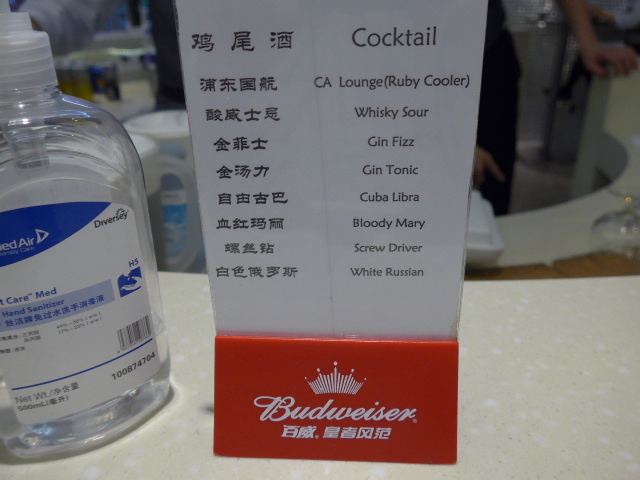 鸡尾酒 Cocktail
浦东国航 CA Lounge(Ruby Cooler)
酸威士忌 Whisky Sour
金菲士 Gin Fizz
金汤力 Gin Tonic
自由古巴 Cuba Libra
血红玛丽 Bloody Mary
螺丝钻 Screw Driver
白色俄罗斯 White Russian
Budweiser
百威 皇者风范
Diversey
H5
Med
Hand Sanitizer
100874704
Net Wt./净含量
500mL(毫升)